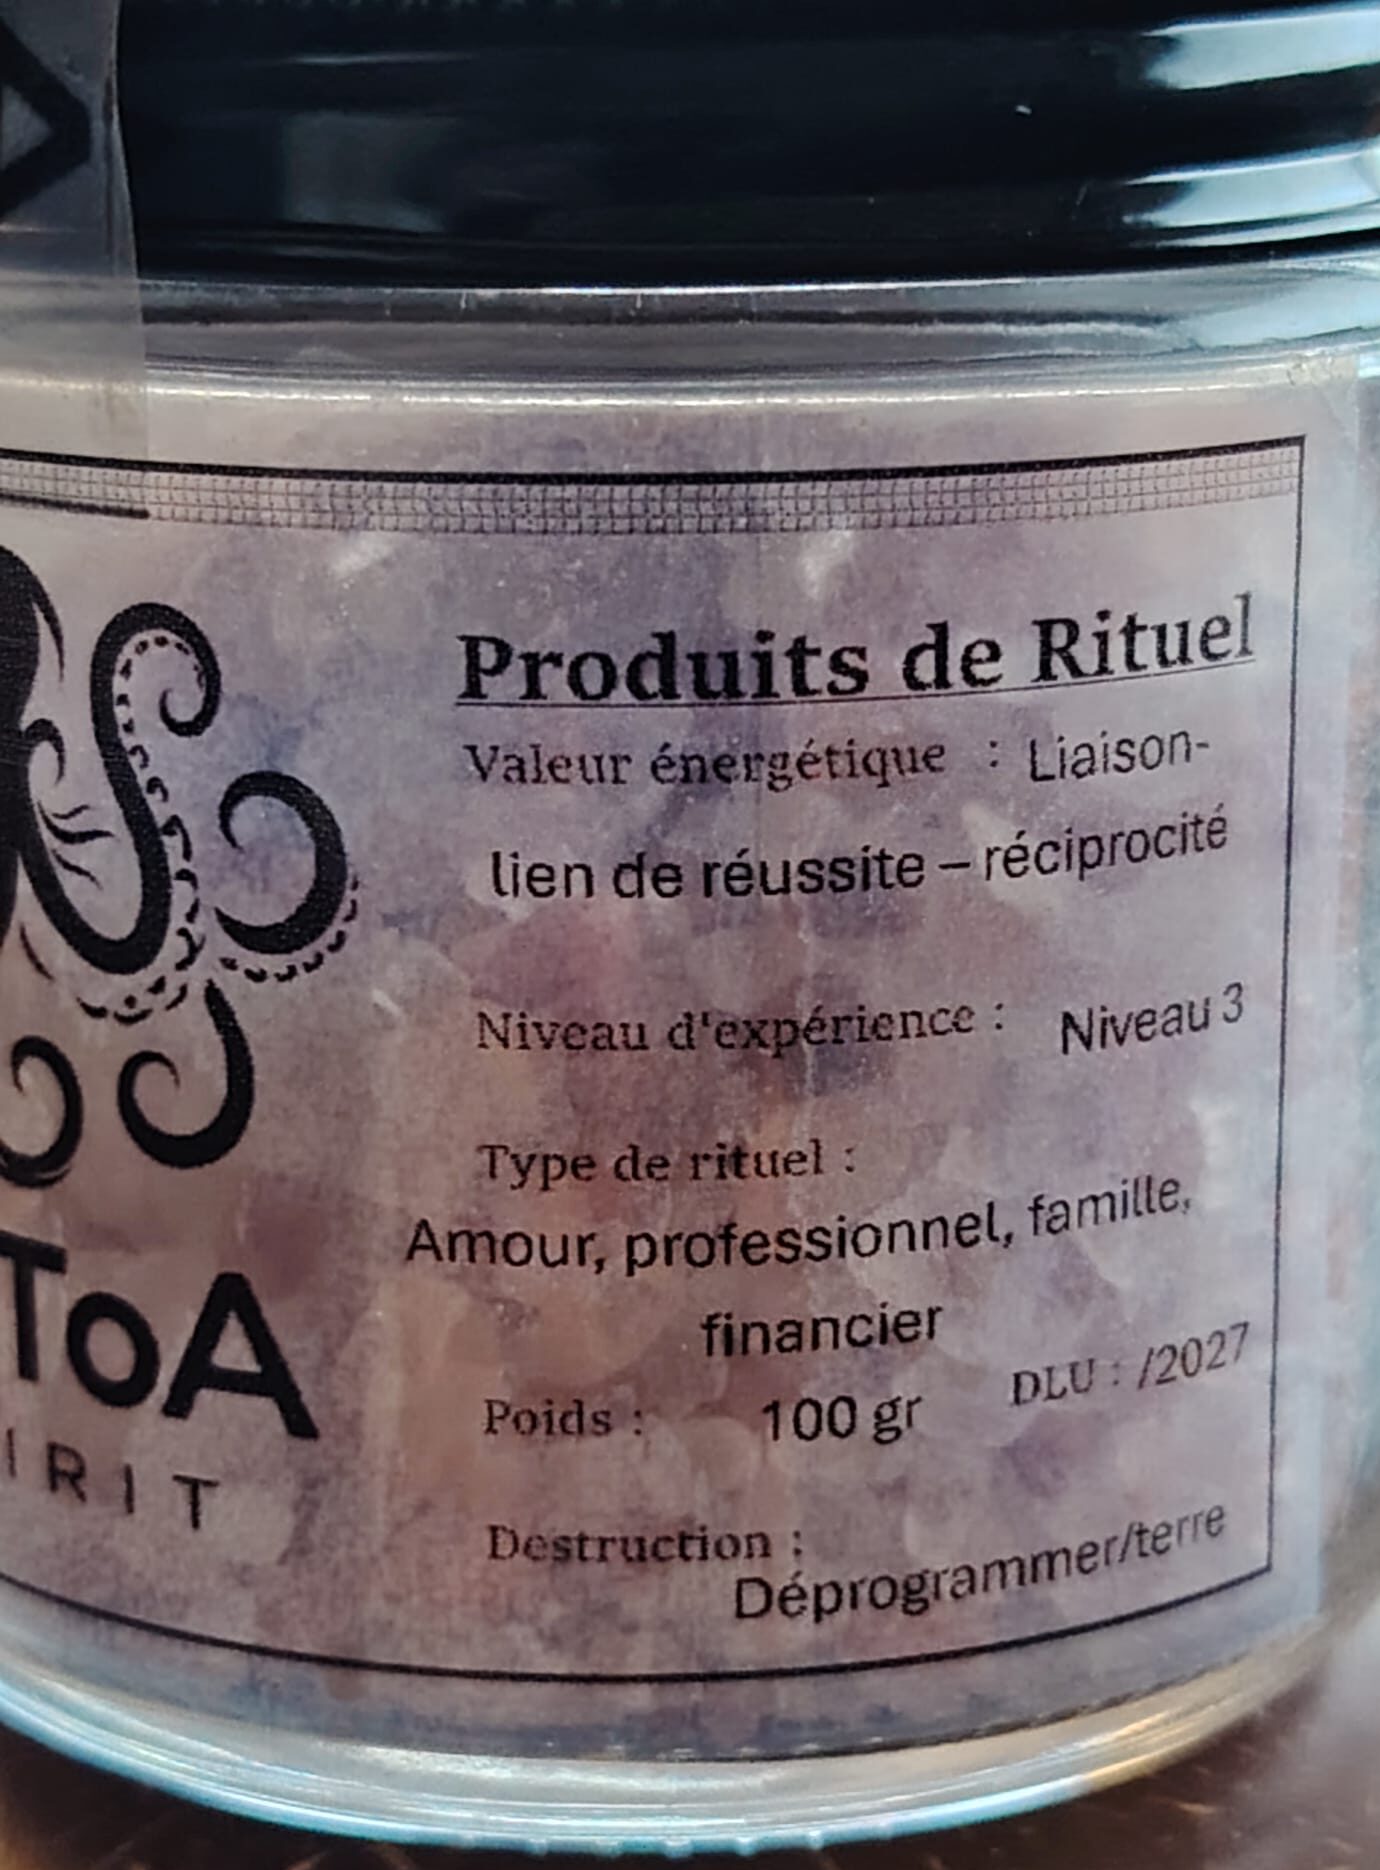 Produits de Rituel
Valeur énergétique : Liaison-
lien de réussite – réciprocité
Niveau d'expérience : Niveau 3
Type de rituel :
Amour, professionnel, famille,
financier
DLU : /2027
Poids : 100 gr
Destruction :
Déprogrammer/terre
ToA
IRIT